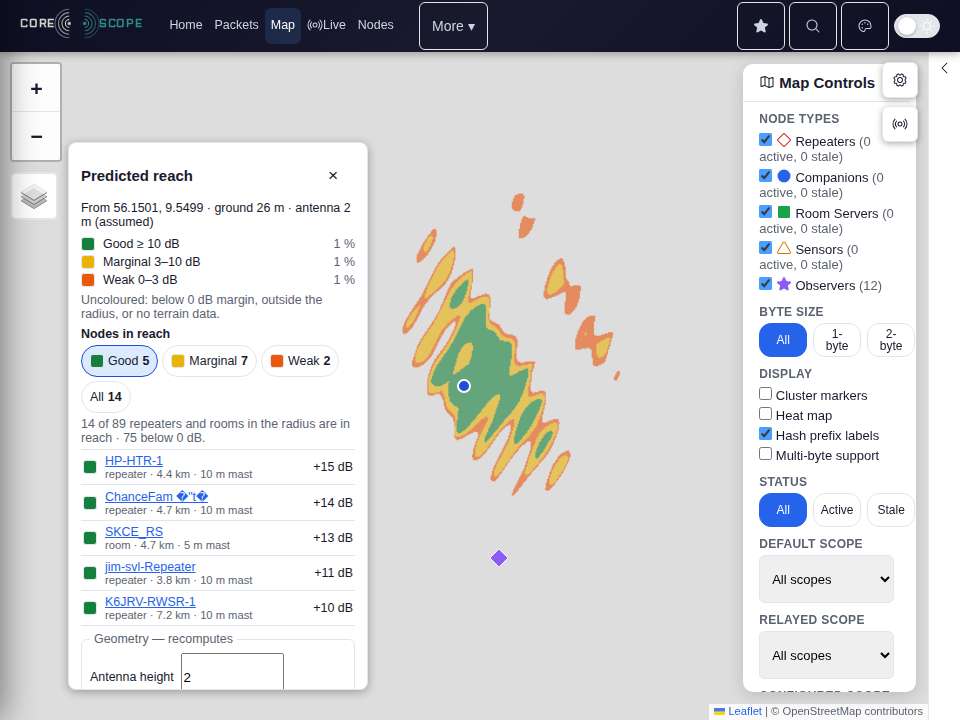 CORE SCOPE
Home
Packets
Map
Live
Nodes
More ▾
+
−
Predicted reach
×
From 56.1501, 9.5499 · ground 26 m · antenna 2
m (assumed)
Good ≥ 10 dB 1 %
Marginal 3–10 dB 1 %
Weak 0–3 dB 1 %
Uncoloured: below 0 dB margin, outside the
radius, or no terrain data.
Nodes in reach
Good 5
Marginal 7
Weak 2
All 14
14 of 89 repeaters and rooms in the radius are in
reach · 75 below 0 dB.
HP-HTR-1
repeater · 4.4 km · 10 m mast
+15 dB
ChanceFam �"t�
repeater · 4.7 km · 10 m mast
+14 dB
SKCE_RS
room · 4.7 km · 5 m mast
+13 dB
jim-svl-Repeater
repeater · 3.8 km · 10 m mast
+11 dB
K6JRV-RWSR-1
repeater · 7.2 km · 10 m mast
+10 dB
Geometry — recomputes
Antenna height 2
Map Controls
NODE TYPES
Repeaters (0
active, 0 stale)
Companions (0
active, 0 stale)
Room Servers (0
active, 0 stale)
Sensors (0
active, 0 stale)
Observers (12)
BYTE SIZE
All
1-
byte
2-
byte
DISPLAY
Cluster markers
Heat map
Hash prefix labels
Multi-byte support
STATUS
All
Active
Stale
DEFAULT SCOPE
All scopes
RELAYED SCOPE
All scopes
CONFIGURED SCOPE
Leaflet | © OpenStreetMap contributors